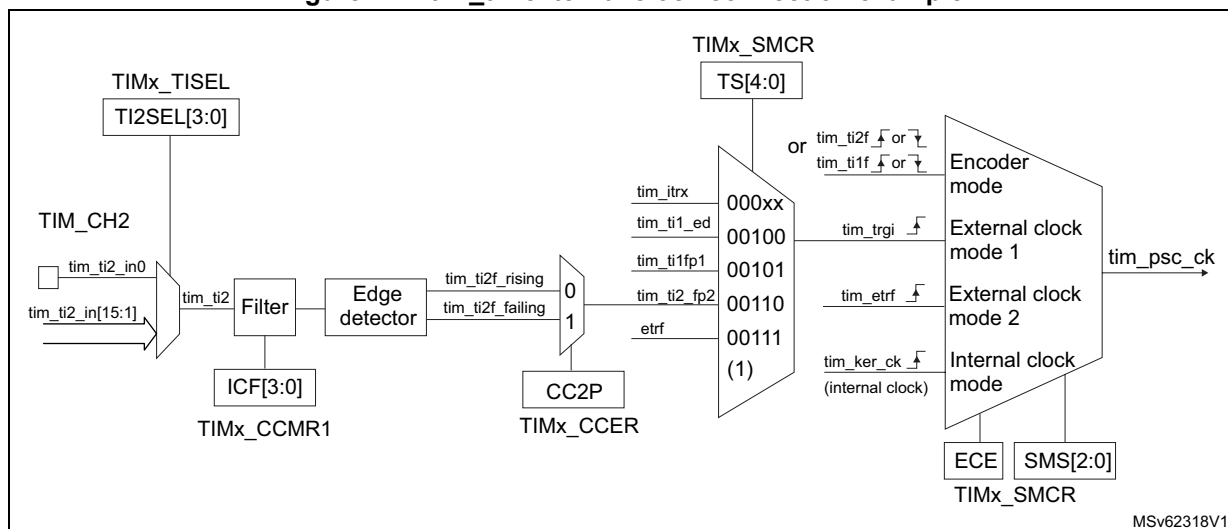 TIMx_SMCR
TS[4:0]
TIMx_TISEL
TI2SEL[3:0]
TIM_CH2
tim_ti2_in0
tim_ti2_in[15:1]
tim_ti2
Filter
ICF[3:0]
TIMx_CCMR1
Edge
detector
tim_ti2f_rising
tim_ti2f_failing
0
1
CC2P
TIMx_CCER
tim_itrx
000xx
tim_ti1_ed
00100
tim_ti1fp1
00101
tim_ti2_fp2
00110
etrf
00111
(1)
or
tim_ti2f or
tim_ti1f or
Encoder
mode
tim_trgi
External clock
mode 1
tim_etrf
External clock
mode 2
tim_ker_ck
(internal clock)
Internal clock
mode
tim_psc_ck
ECE
SMS[2:0]
TIMx_SMCR
MSv62318V1